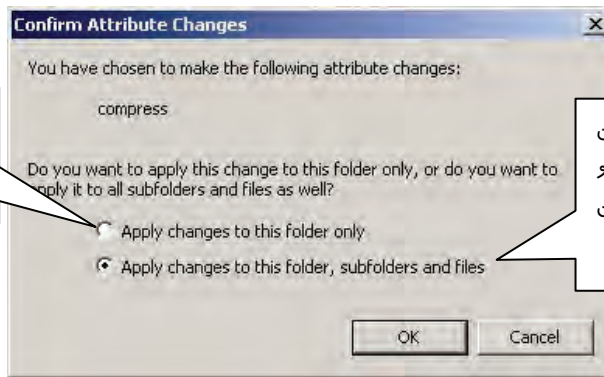 Confirm Attribute Changes
You have chosen to make the following attribute changes:
compress
Do you want to apply this change to this folder only, or do you want to
apply it to all subfolders and files as well?
Apply changes to this folder only
Apply changes to this folder, subfolders and files
OK
Cancel